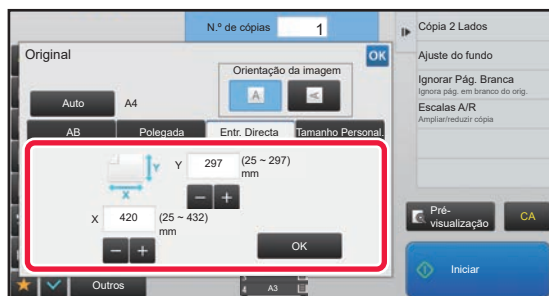 N.º de cópias 1
Original
OK
Orientação da imagem
A A
Auto A4
AB Polegada Entr. Directa Tamanho Personal.
Y
X
Y 297 (25 ~ 297)
mm
X 420 (25 ~ 432)
mm
OK
Outros
A3
Cópia 2 Lados
Ajuste do fundo
Ignorar Pág. Branca
Ignora pág. em branco do orig.
Escalas A/R
Ampliar/reduzir cópia
Pré-
visualização
CA
Iniciar